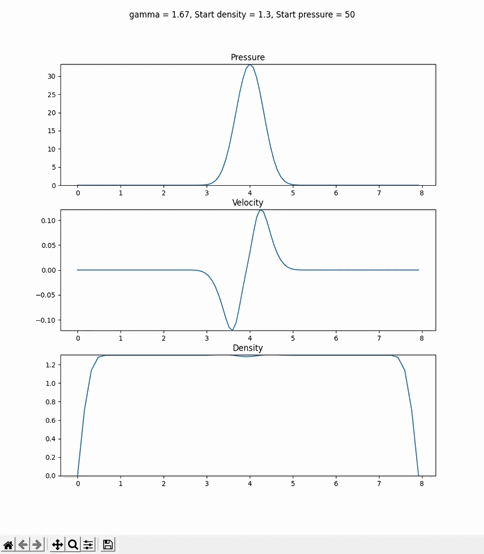 gamma = 1.67, Start density = 1.3, Start pressure = 50
Pressure
30
25
20
15
10
5
0
0 1 2 3 4 5 6 7 8
Velocity
0.10
0.05
0.00
−0.05
−0.10
0 1 2 3 4 5 6 7 8
Density
1.2
1.0
0.8
0.6
0.4
0.2
0.0
0 1 2 3 4 5 6 7 8